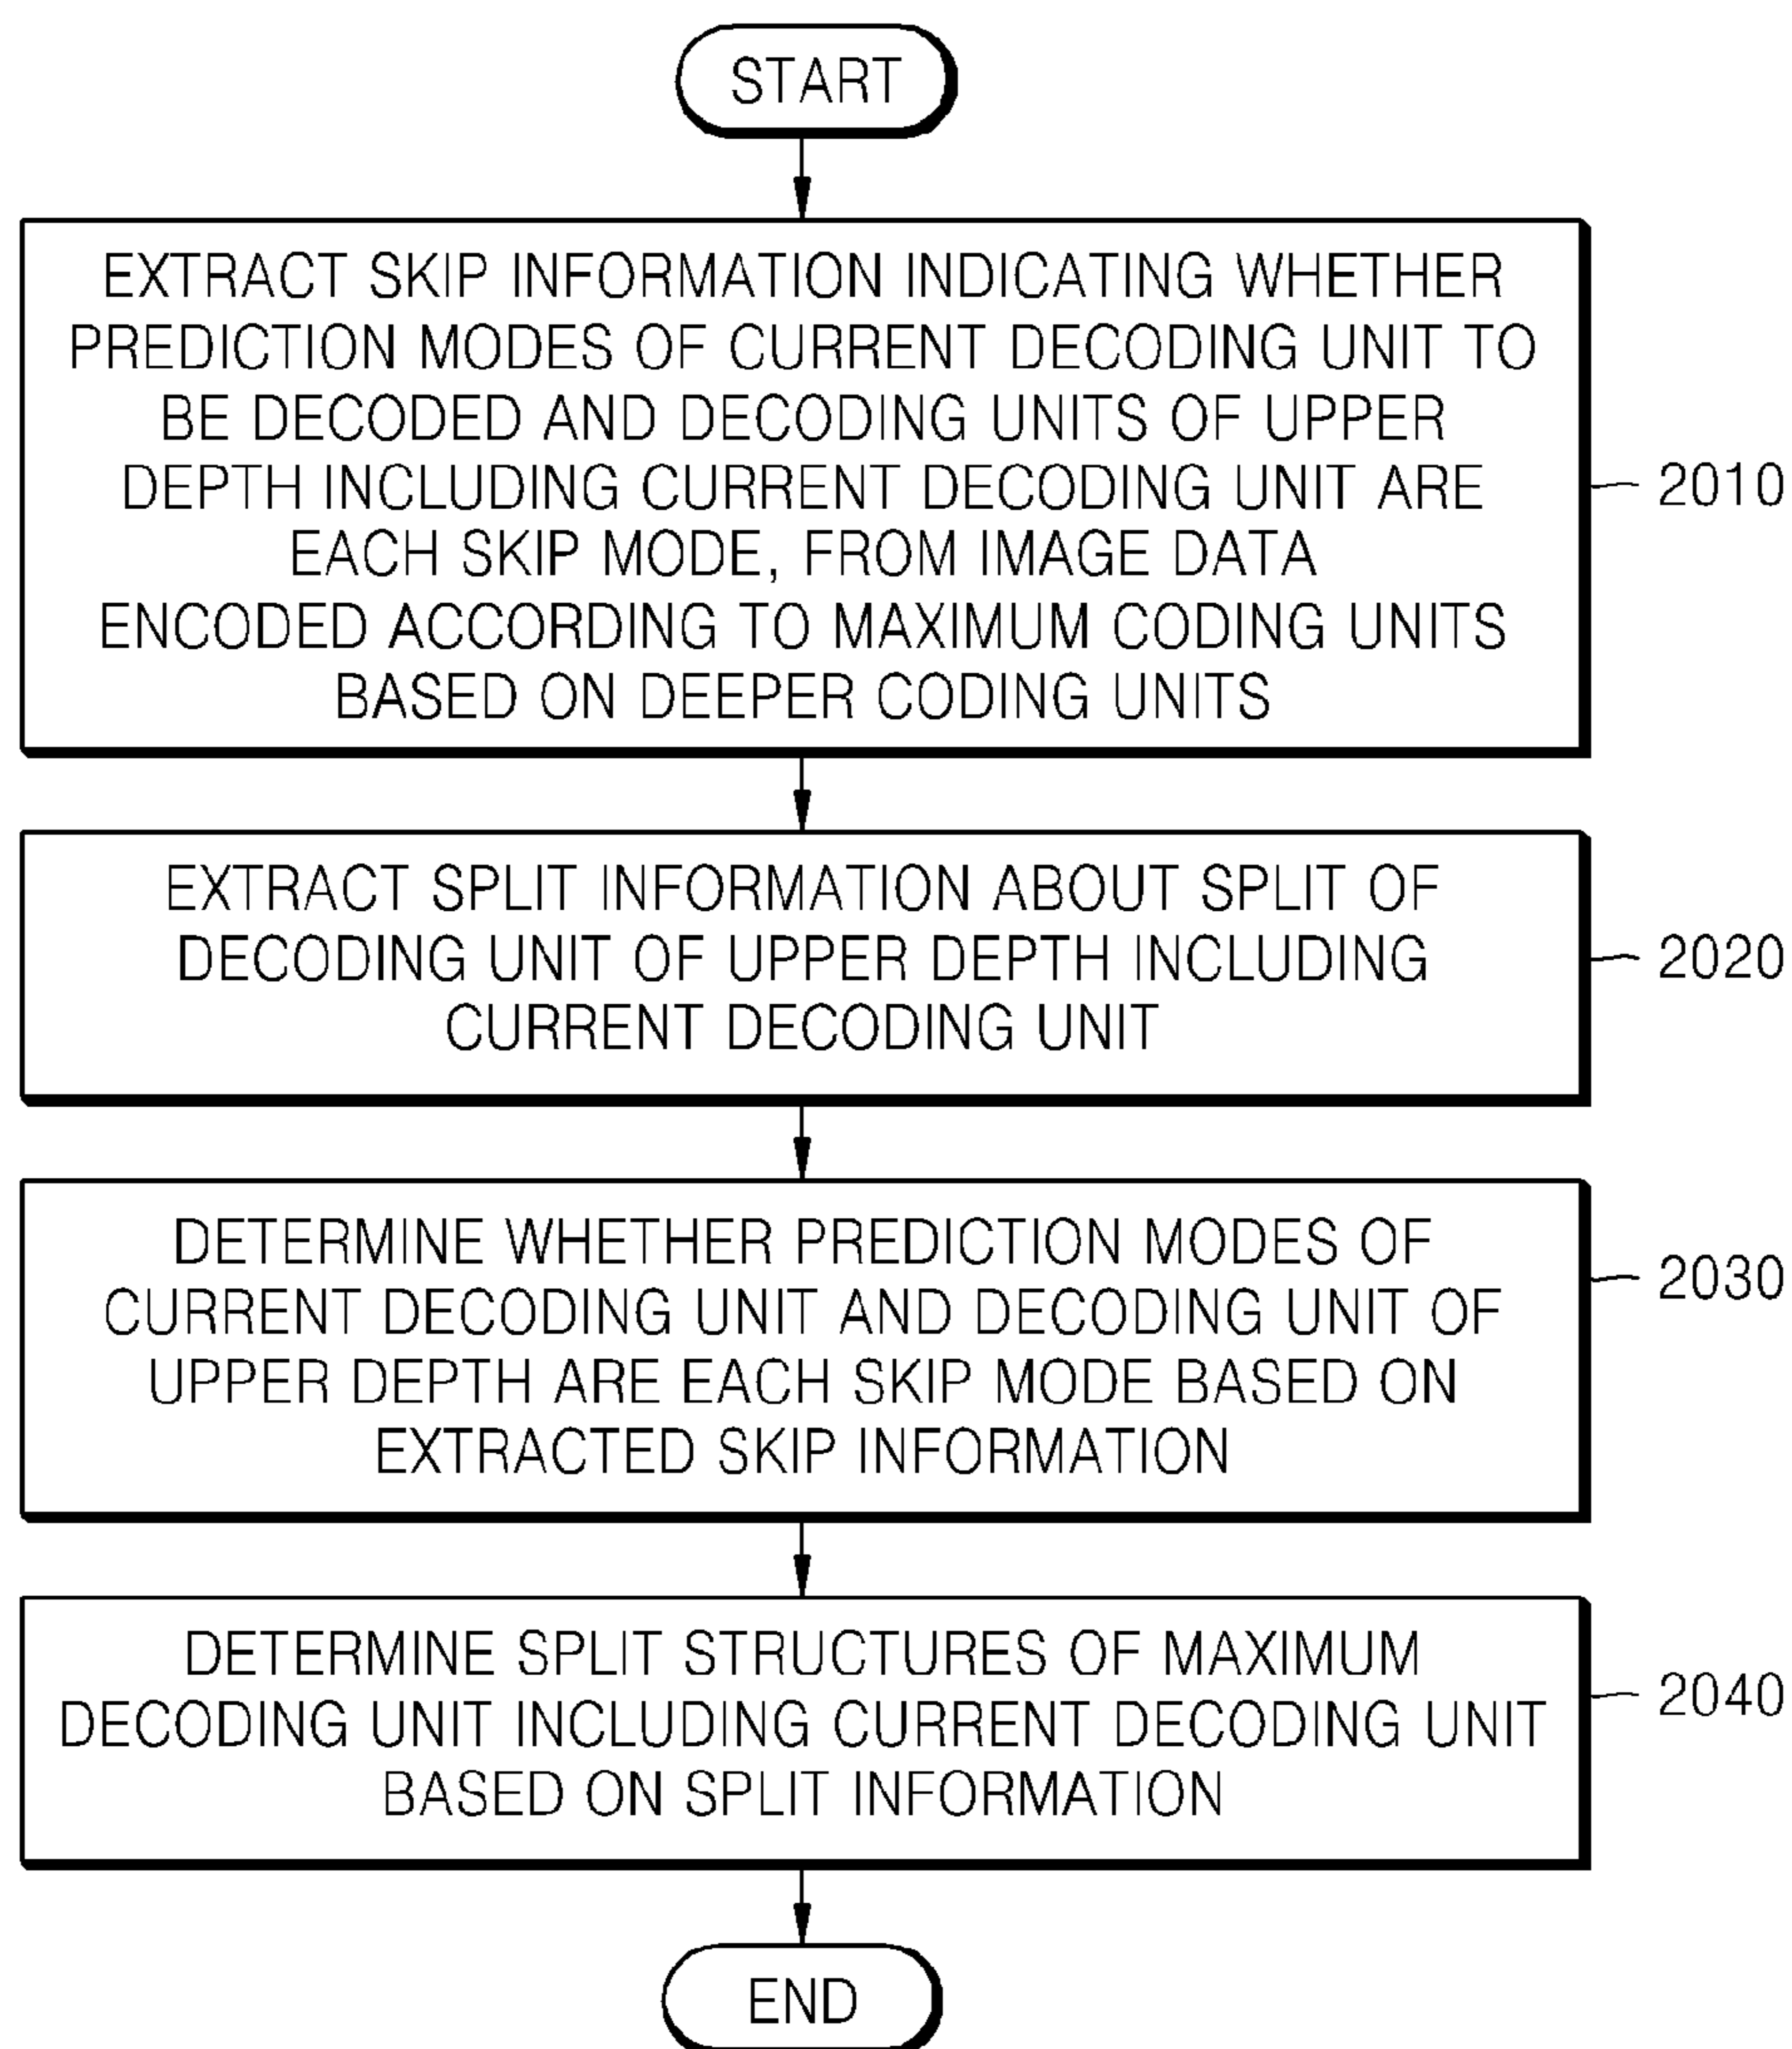 START
EXTRACT SKIP INFORMATION INDICATING WHETHER
PREDICTION MODES OF CURRENT DECODING UNIT TO
BE DECODED AND DECODING UNITS OF UPPER
DEPTH INCLUDING CURRENT DECODING UNIT ARE
EACH SKIP MODE, FROM IMAGE DATA
ENCODED ACCORDING TO MAXIMUM CODING UNITS
BASED ON DEEPER CODING UNITS
2010
EXTRACT SPLIT INFORMATION ABOUT SPLIT OF
DECODING UNIT OF UPPER DEPTH INCLUDING
CURRENT DECODING UNIT
2020
DETERMINE WHETHER PREDICTION MODES OF
CURRENT DECODING UNIT AND DECODING UNIT OF
UPPER DEPTH ARE EACH SKIP MODE BASED ON
EXTRACTED SKIP INFORMATION
2030
DETERMINE SPLIT STRUCTURES OF MAXIMUM
DECODING UNIT INCLUDING CURRENT DECODING UNIT
BASED ON SPLIT INFORMATION
2040
END